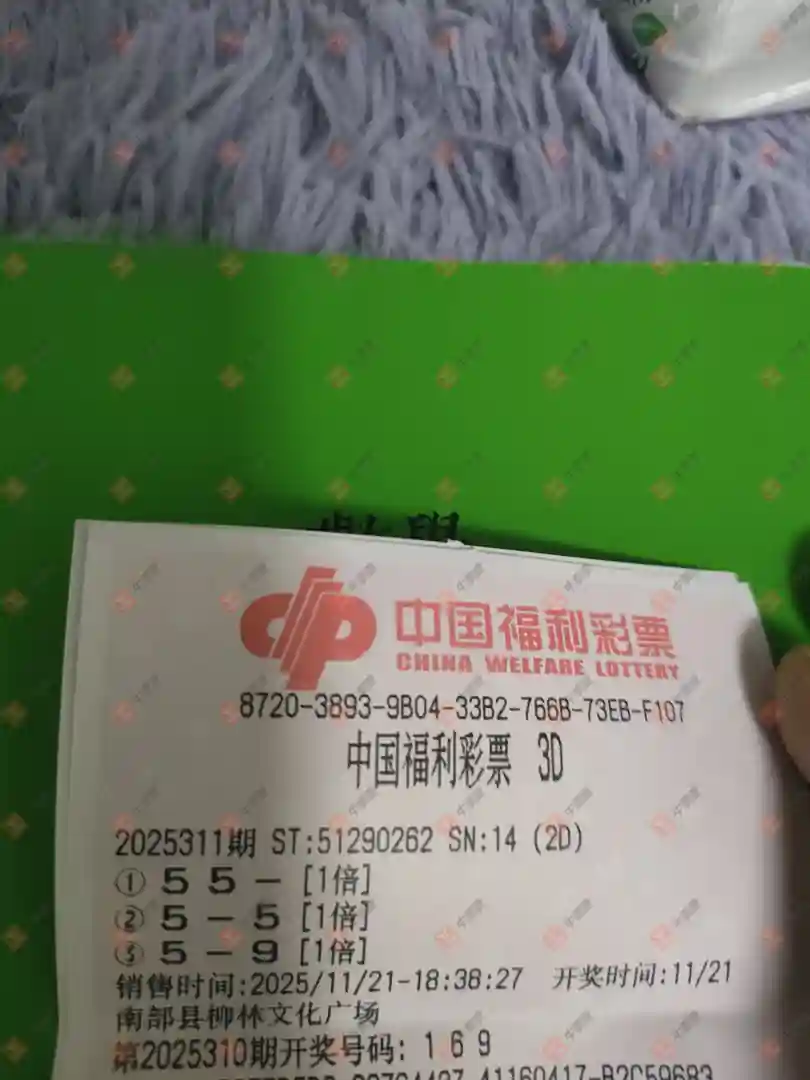 中国福利彩票
CHINA WELFARE LOTTERY
8720-3893-9B04-33B2-766B-73EB-F107
中国福利彩票 3D
2025311期 ST:51290262 SN:14 (2D)
① 5 5 - [1倍]
② 5 - 5 [1倍]
③ 5 - 9 [1倍]
销售时间:2025/11/21-18:38:27 开奖时间:11/21
南部县柳林文化广场
第2025310期开奖号码: 1 6 9